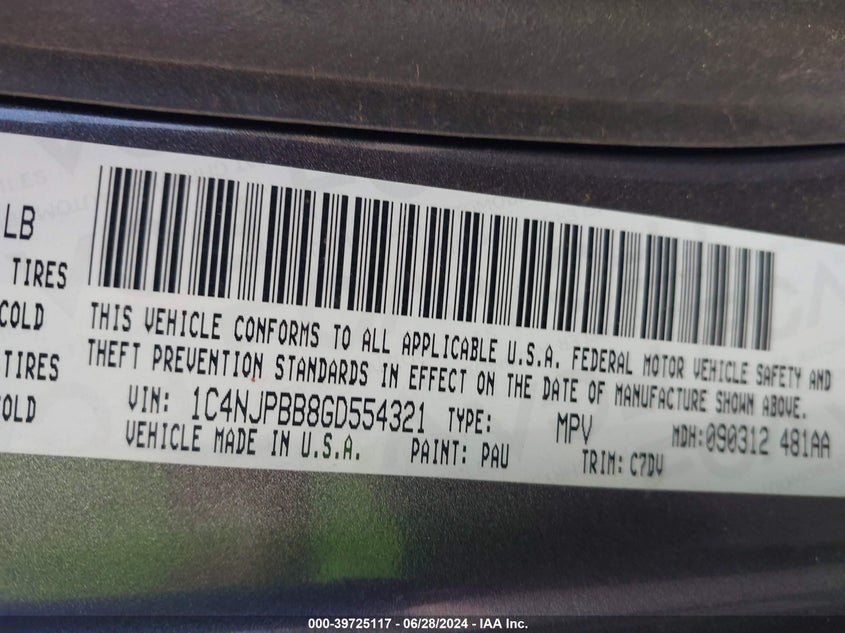 LB
TIRES
COLD
TIRES
COLD
THIS VEHICLE CONFORMS TO ALL APPLICABLE U.S.A. FEDERAL MOTOR VEHICLE SAFETY AND
THEFT PREVENTION STANDARDS IN EFFECT ON THE DATE OF MANUFACTURE SHOWN ABOVE.
VIN: 1C4NJPBB8GD554321 TYPE: MPV MDH:090312 481AA
VEHICLE MADE IN U.S.A. PAINT: PAU TRIM: C7DV
000-39725117 - 06/28/2024 - IAA Inc.